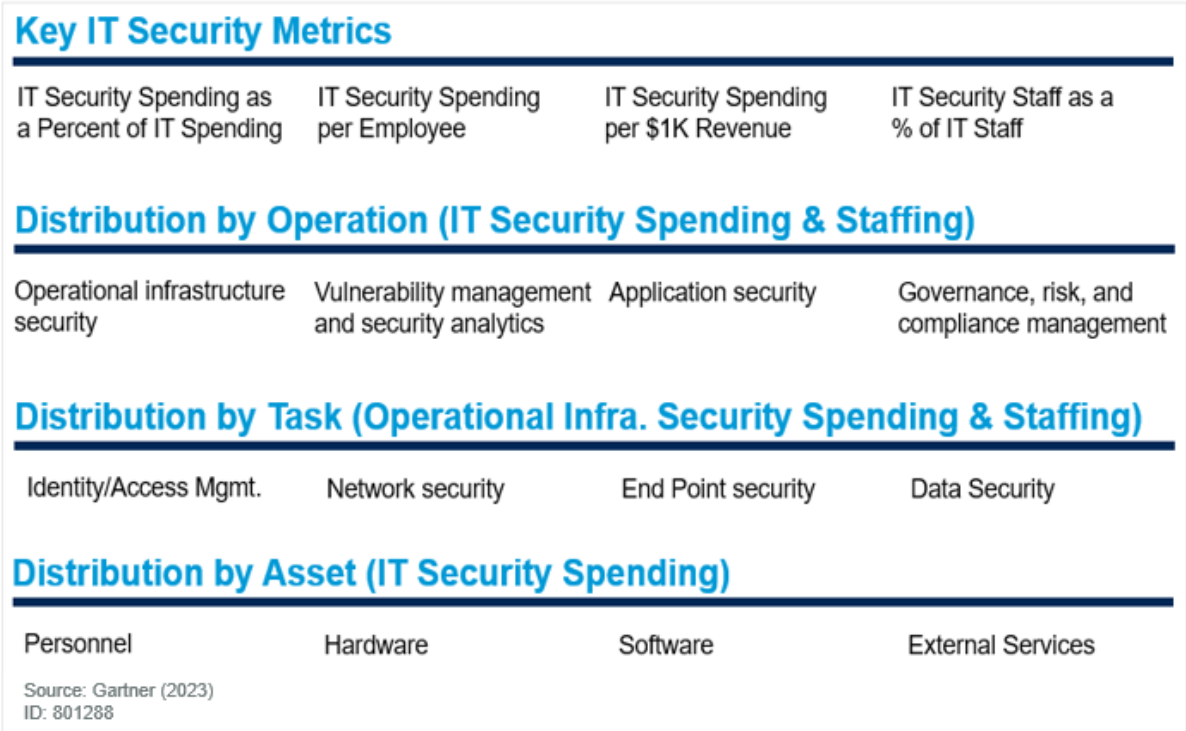 Key IT Security Metrics
IT Security Spending as
a Percent of IT Spending
IT Security Spending
per Employee
IT Security Spending
per $1K Revenue
IT Security Staff as a
% of IT Staff
Distribution by Operation (IT Security Spending & Staffing)
Operational infrastructure
security
Vulnerability management
and security analytics
Application security
Governance, risk, and
compliance management
Distribution by Task (Operational Infra. Security Spending & Staffing)
Identity/Access Mgmt.
Network security
End Point security
Data Security
Distribution by Asset (IT Security Spending)
Personnel
Hardware
Software
External Services
Source: Gartner (2023)
ID: 801288